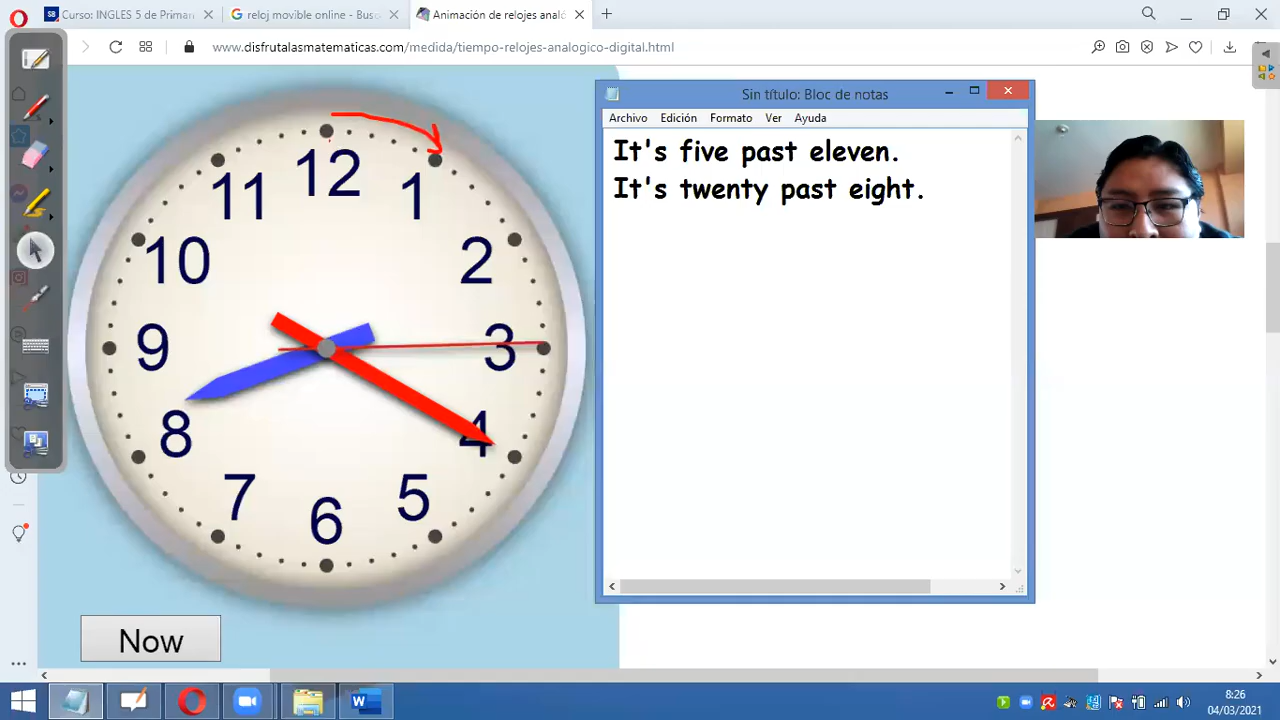 Curso: INGLES 5 de Primari
reloj movible online - Bus
Animación de relojes analó
www.disfrutalasmatematicas.com/medida/tiempo-relojes-analogico-digital.html
Sin título: Bloc de notas
Archivo Edición Formato Ver Ayuda
It's five past eleven.
It's twenty past eight.
12
1
2
3
4
5
6
7
8
9
10
11
Now
8:26
04/03/2021